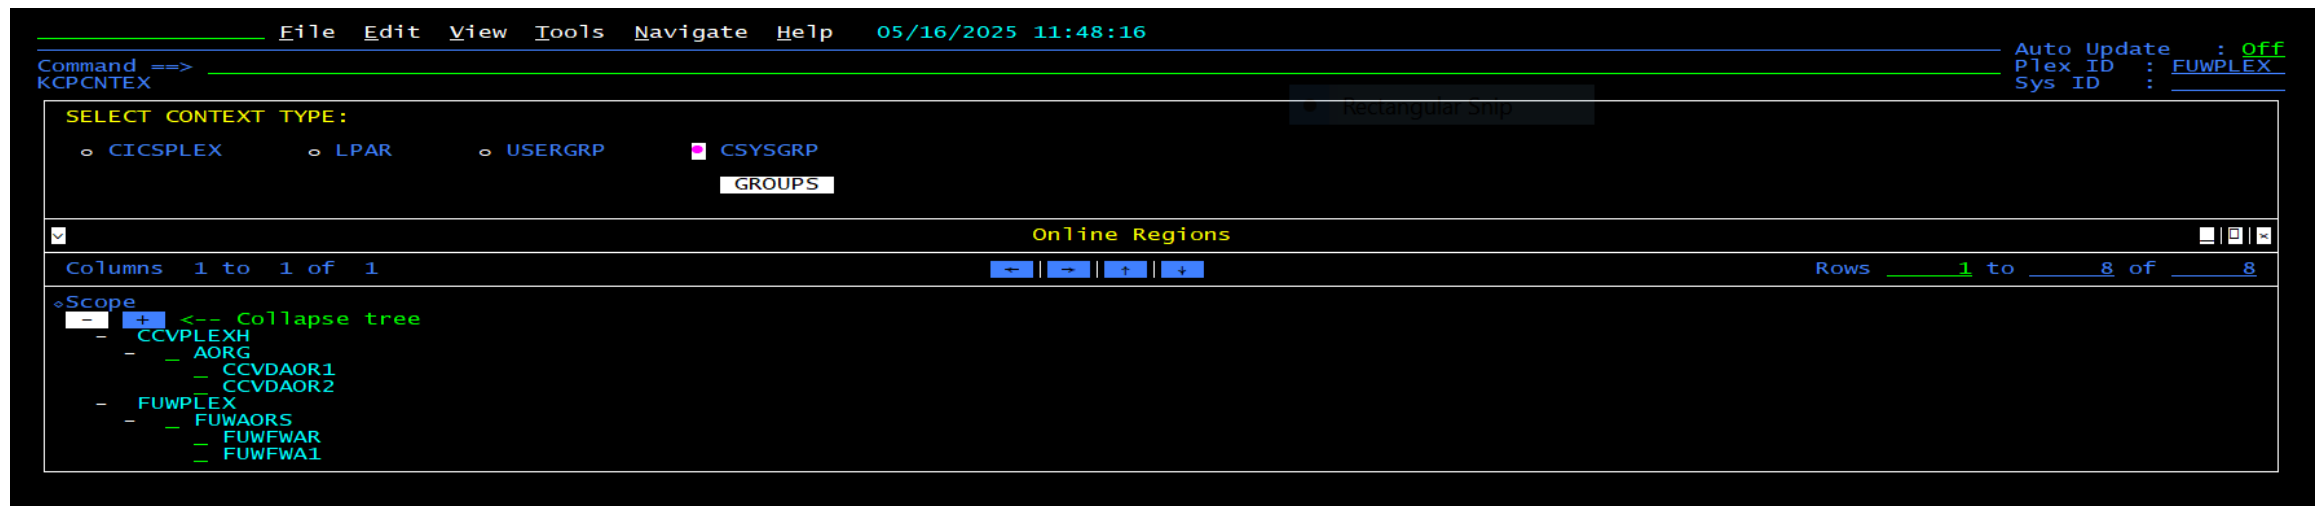 File Edit View Tools Navigate Help 05/16/2025 11:48:16
Auto Update : Off
Command ==>
Plex ID : FUWPLEX
KCPCNTEX
Sys ID :
Rectangular Snip
SELECT CONTEXT TYPE:
○ CICSPLEX ○ LPAR ○ USERGRP ● CSYSGRP
GROUPS
Online Regions
Columns 1 to 1 of 1 ← | → | ↑ | ↓ Rows 1 to 8 of 8
◇Scope
- + <-- Collapse tree
- CCVPLEXH
- _ AORG
_ CCVDAOR1
_ CCVDAOR2
- FUWPLEX
- _ FUWAORS
_ FUWFWAR
_ FUWFWA1